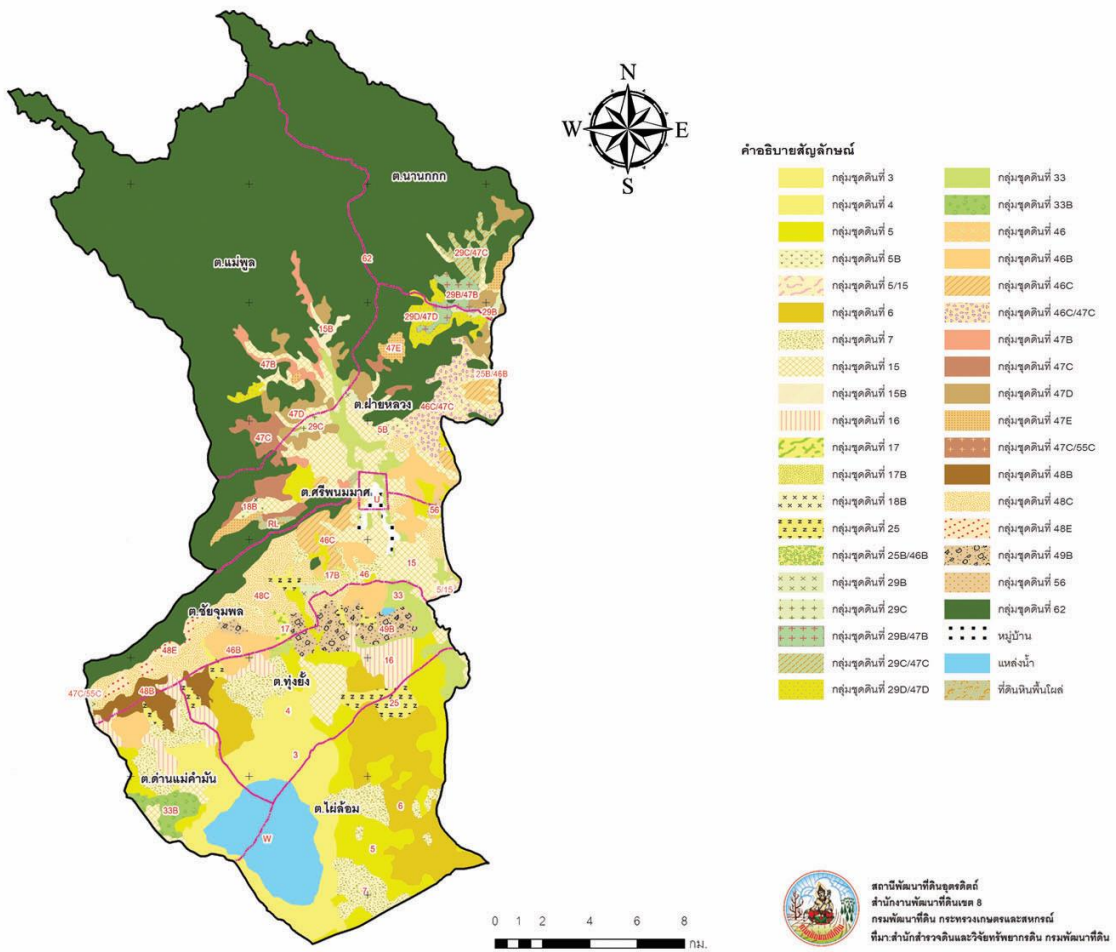 N
W E
S
ต.นานกกก
ต.แม่พูล
62
29C/47C
29B/47B
29D/47D
29B
15B
47B
47E
25B/46B
ต.ฝายหลวง
46C/47C
47D
29C
5B
47C
ต.ศรีพนมมาศ
U
18B
56
RL
46C
17B
46
15
5/15
48C
33
ต.ชัยจุมพล
17
49B
48E
46B
16
47C/55C
48B
ต.ทุ่งยั้ง
25
4
3
ต.ด่านแม่คำมัน
ต.ไผ่ล้อม
6
33B
W
5
7
คำอธิบายสัญลักษณ์
กลุ่มชุดดินที่ 3
กลุ่มชุดดินที่ 4
กลุ่มชุดดินที่ 5
กลุ่มชุดดินที่ 5B
กลุ่มชุดดินที่ 5/15
กลุ่มชุดดินที่ 6
กลุ่มชุดดินที่ 7
กลุ่มชุดดินที่ 15
กลุ่มชุดดินที่ 15B
กลุ่มชุดดินที่ 16
กลุ่มชุดดินที่ 17
กลุ่มชุดดินที่ 17B
กลุ่มชุดดินที่ 18B
กลุ่มชุดดินที่ 25
กลุ่มชุดดินที่ 25B/46B
กลุ่มชุดดินที่ 29B
กลุ่มชุดดินที่ 29C
กลุ่มชุดดินที่ 29B/47B
กลุ่มชุดดินที่ 29C/47C
กลุ่มชุดดินที่ 29D/47D
กลุ่มชุดดินที่ 33
กลุ่มชุดดินที่ 33B
กลุ่มชุดดินที่ 46
กลุ่มชุดดินที่ 46B
กลุ่มชุดดินที่ 46C
กลุ่มชุดดินที่ 46C/47C
กลุ่มชุดดินที่ 47B
กลุ่มชุดดินที่ 47C
กลุ่มชุดดินที่ 47D
กลุ่มชุดดินที่ 47E
กลุ่มชุดดินที่ 47C/55C
กลุ่มชุดดินที่ 48B
กลุ่มชุดดินที่ 48C
กลุ่มชุดดินที่ 48E
กลุ่มชุดดินที่ 49B
กลุ่มชุดดินที่ 56
กลุ่มชุดดินที่ 62
หมู่บ้าน
แหล่งน้ำ
ที่ดินหินพื้นโผล่
0 1 2 4 6 8
กม.
สถานีพัฒนาที่ดินอุตรดิตถ์
สำนักงานพัฒนาที่ดินเขต 8
กรมพัฒนาที่ดิน กระทรวงเกษตรและสหกรณ์
ที่มา:สำนักสำรวจดินและวิจัยทรัพยากรดิน กรมพัฒนาที่ดิน